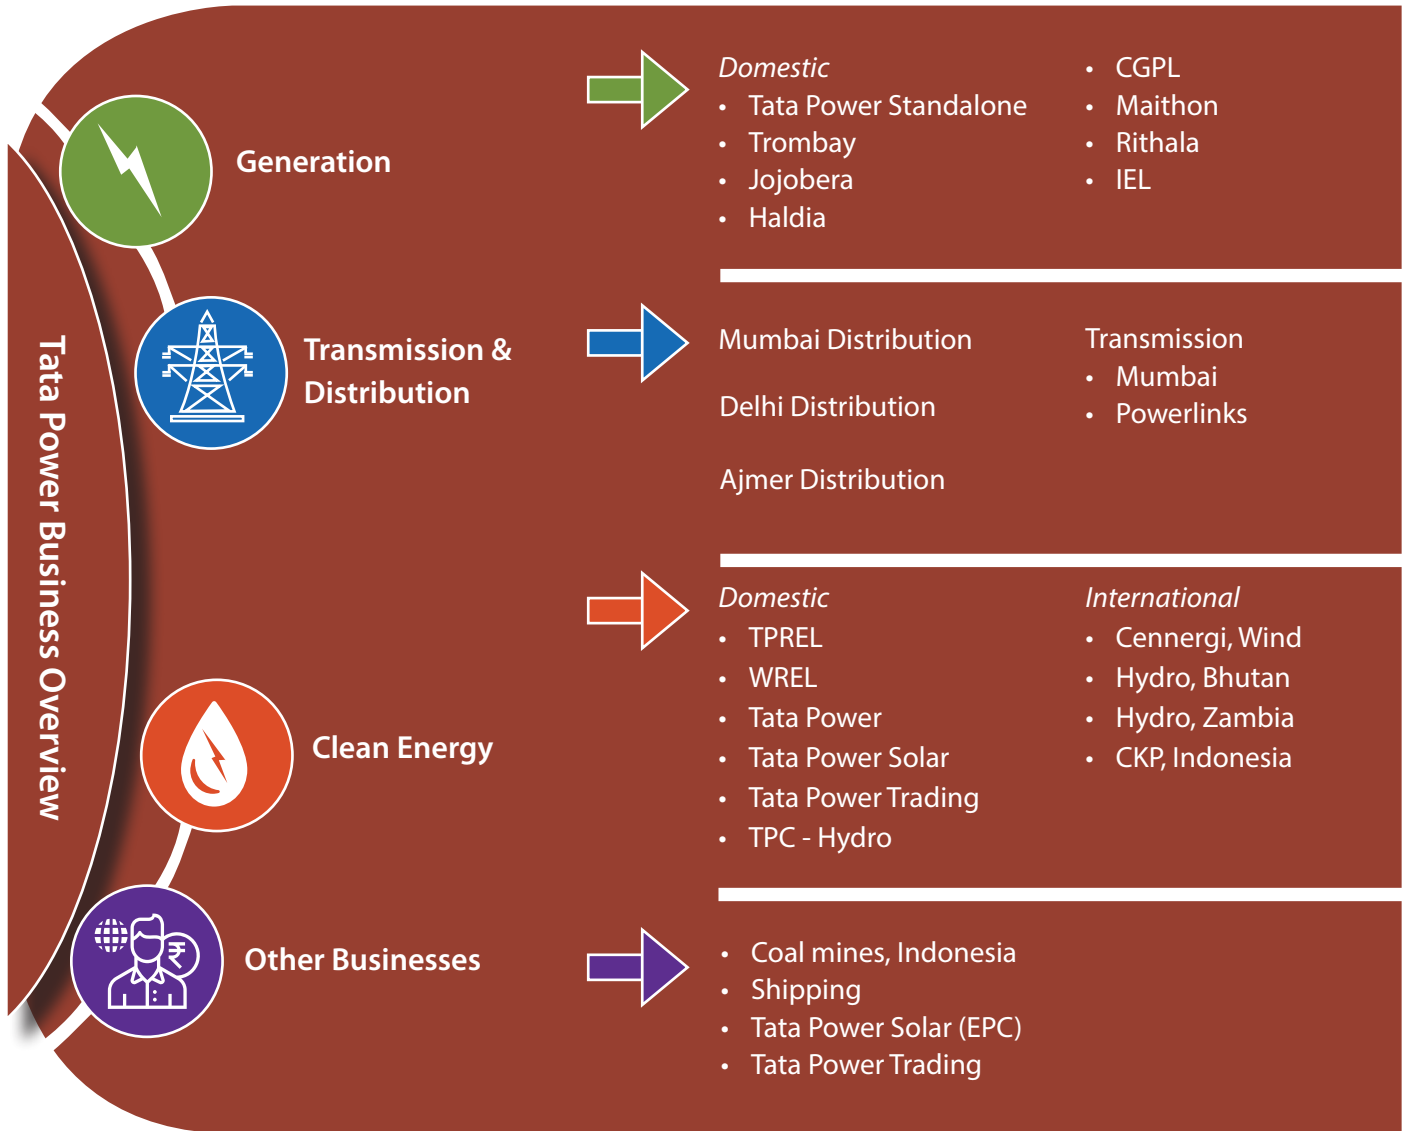 Tata Power Business Overview
Generation
Domestic
• Tata Power Standalone
• Trombay
• Jojobera
• Haldia
• CGPL
• Maithon
• Rithala
• IEL
Transmission &
Distribution
Mumbai Distribution
Delhi Distribution
Ajmer Distribution
Transmission
• Mumbai
• Powerlinks
Clean Energy
Domestic
• TPREL
• WREL
• Tata Power
• Tata Power Solar
• Tata Power Trading
• TPC - Hydro
International
• Cennergi, Wind
• Hydro, Bhutan
• Hydro, Zambia
• CKP, Indonesia
₹
Other Businesses
• Coal mines, Indonesia
• Shipping
• Tata Power Solar (EPC)
• Tata Power Trading